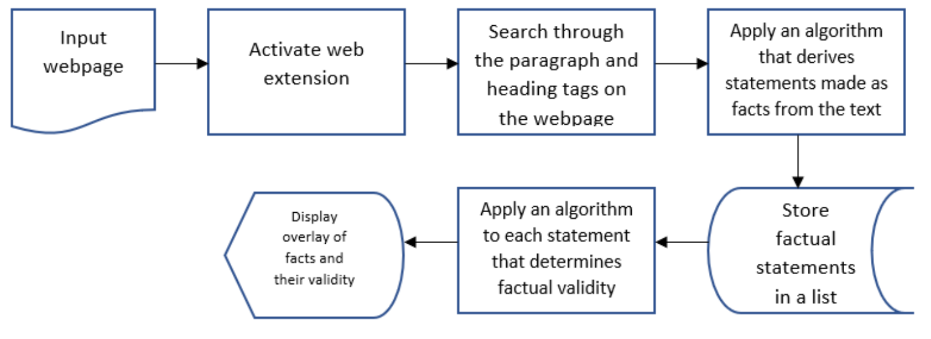 Input
webpage
Activate web
extension
Search through
the paragraph and
heading tags on
the webpage
Apply an algorithm
that derives
statements made as
facts from the text
Store
factual
statements
in a list
Apply an algorithm
to each statement
that determines
factual validity
Display
overlay of
facts and
their validity